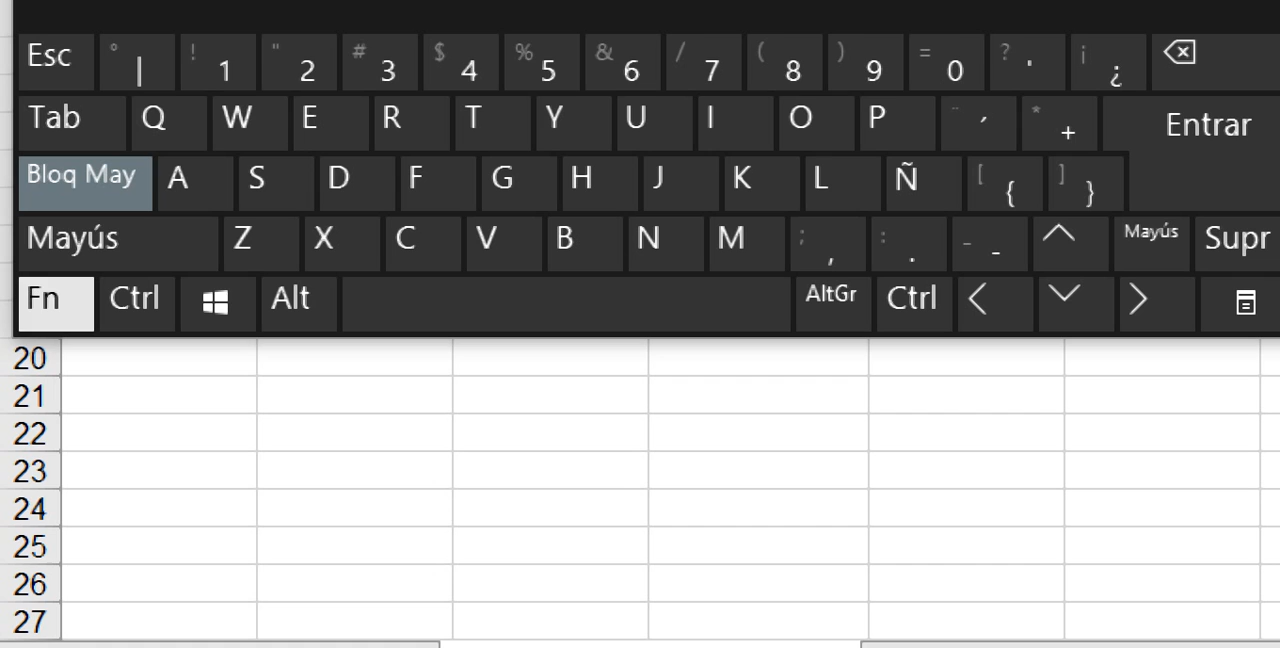 Esc ° | ! 1 " 2 # 3 $ 4 % 5 & 6 / 7 ( 8 ) 9 = 0 ? ' ¡ ¿
Tab Q W E R T Y U I O P ¨ ´ * + Entrar
Bloq May A S D F G H J K L Ñ [ { ] }
Mayús Z X C V B N M ; , : . _ - Mayús Supr
Fn Ctrl Alt AltGr Ctrl
20
21
22
23
24
25
26
27